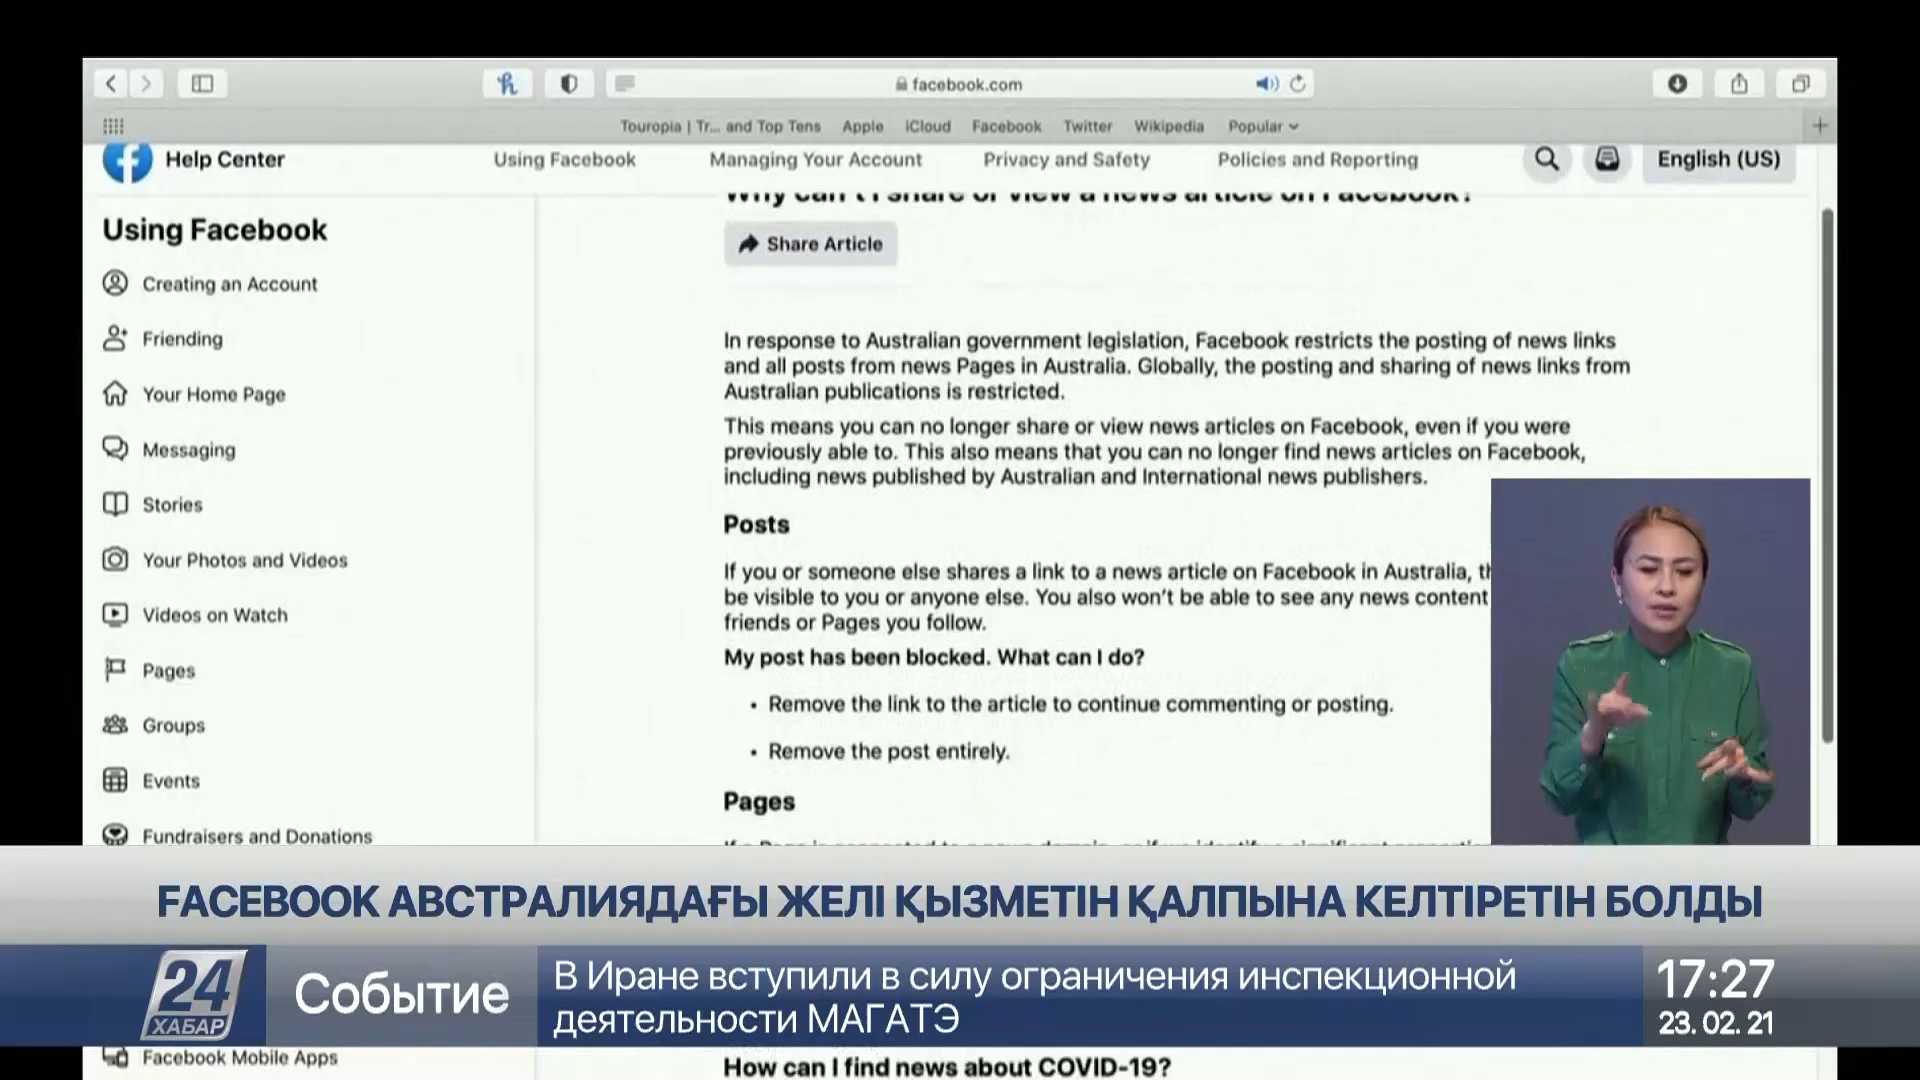 facebook.com
Touropia | Tr... and Top Tens Apple iCloud Facebook Twitter Wikipedia Popular
Help Center Using Facebook Managing Your Account Privacy and Safety Policies and Reporting English (US)
Why can't I share or view a news article on Facebook?
Using Facebook
Share Article
Creating an Account
Friending
Your Home Page
Messaging
Stories
Your Photos and Videos
Videos on Watch
Pages
Groups
Events
Fundraisers and Donations
In response to Australian government legislation, Facebook restricts the posting of news links
and all posts from news Pages in Australia. Globally, the posting and sharing of news links from
Australian publications is restricted.
This means you can no longer share or view news articles on Facebook, even if you were
previously able to. This also means that you can no longer find news articles on Facebook,
including news published by Australian and International news publishers.
Posts
If you or someone else shares a link to a news article on Facebook in Australia,
be visible to you or anyone else. You also won't be able to see any news content
friends or Pages you follow.
My post has been blocked. What can I do?
• Remove the link to the article to continue commenting or posting.
• Remove the post entirely.
Pages
FACEBOOK АВСТРАЛИЯДАҒЫ ЖЕЛІ ҚЫЗМЕТІН ҚАЛПЫНА КЕЛТІРЕТІН БОЛДЫ
24
ХАБАР
Событие
В Иране вступили в силу ограничения инспекционной
деятельности МАГАТЭ
17:27
23. 02. 21
Facebook Mobile Apps
How can I find news about COVID-19?